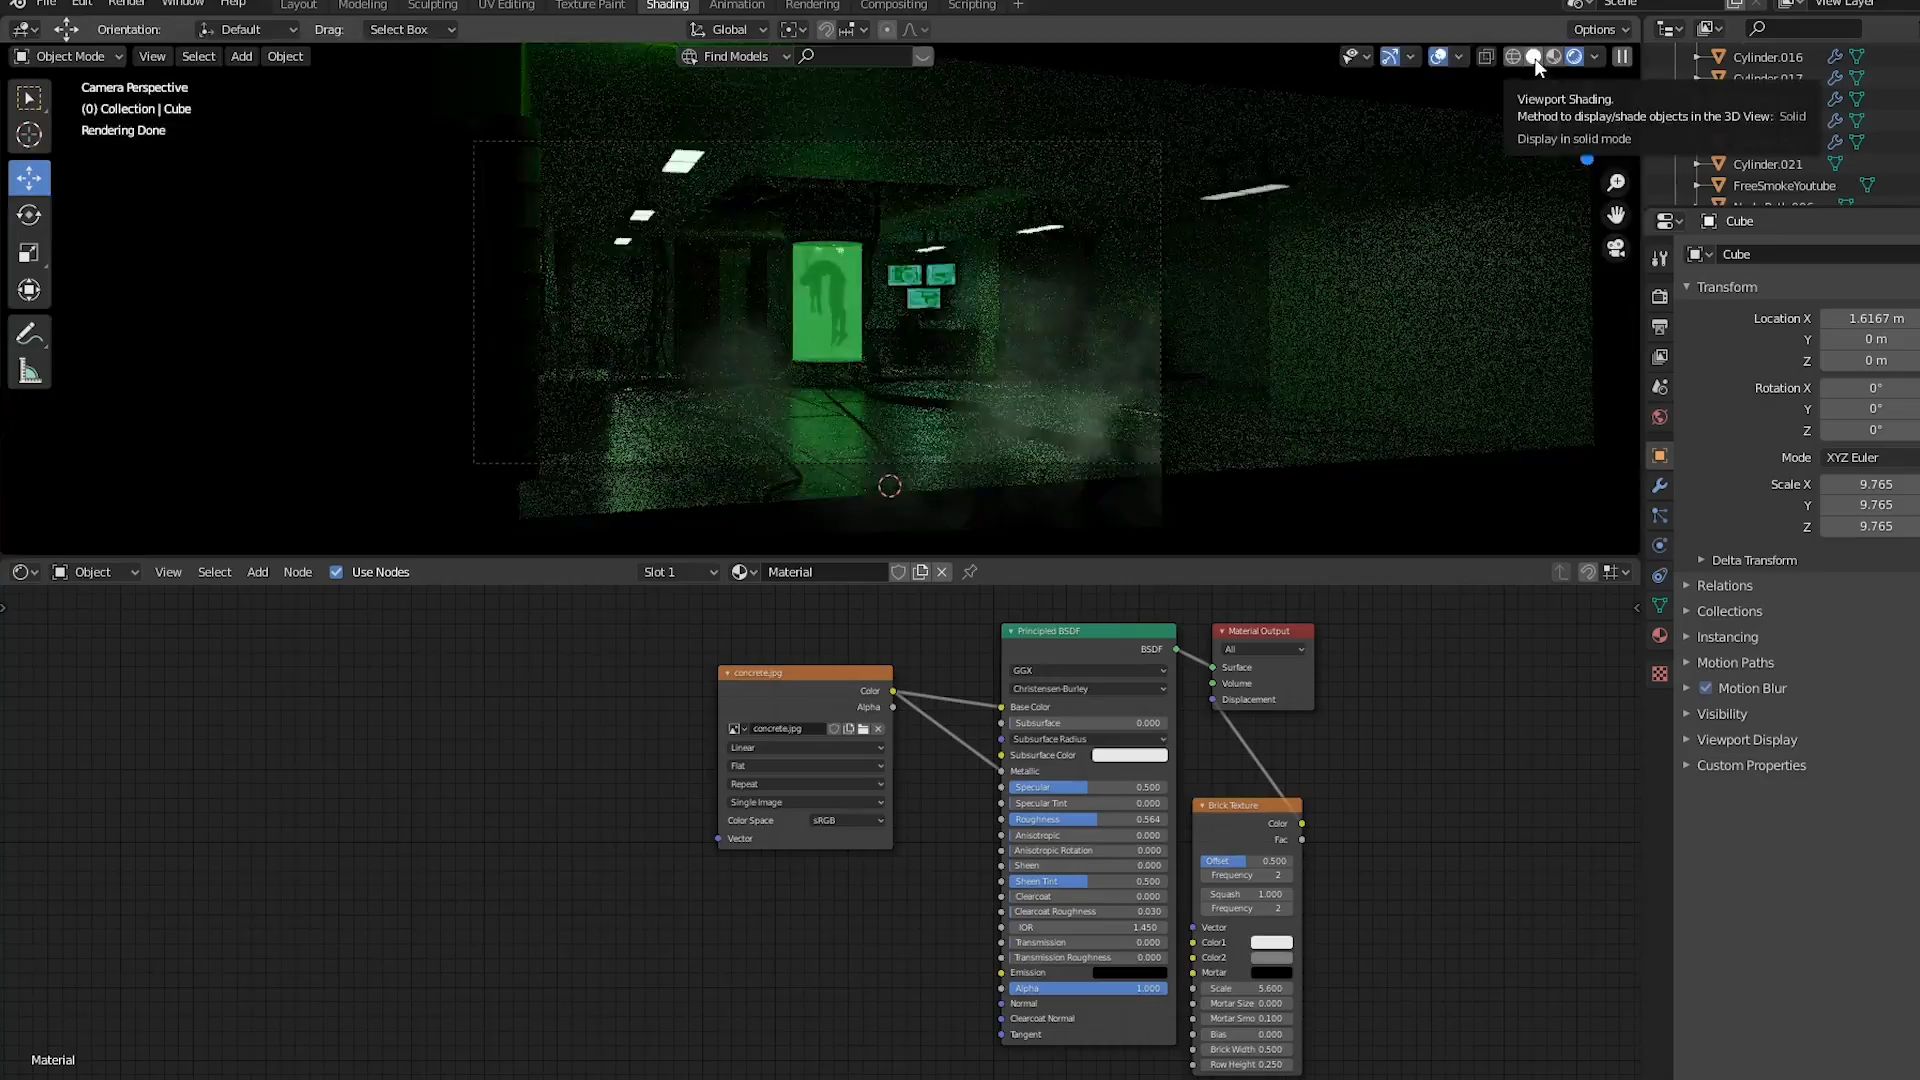 File Edit Render Window Help Layout Modeling Sculpting UV Editing Texture Paint Shading Animation Rendering Compositing Scripting + Scene View Layer
Orientation: Default Drag: Select Box Global Options
Object Mode View Select Add Object Find Models
Camera Perspective
(0) Collection | Cube
Rendering Done
Viewport Shading.
Method to display/shade objects in the 3D View: Solid
Display in solid mode
Cylinder.016
Cylinder.017
Cylinder.021
FreeSmokeYoutube
Cube
Cube
Transform
Location X 1.6167 m
Y 0 m
Z 0 m
Rotation X 0°
Y 0°
Z 0°
Mode XYZ Euler
Scale X 9.765
Y 9.765
Z 9.765
Delta Transform
Relations
Collections
Instancing
Motion Paths
Motion Blur
Visibility
Viewport Display
Custom Properties
Object View Select Add Node Use Nodes Slot 1 Material
concrete.jpg
Color
Alpha
concrete.jpg
Linear
Flat
Repeat
Single Image
Color Space sRGB
Vector
Principled BSDF
BSDF
GGX
Christensen-Burley
Base Color
Subsurface 0.000
Subsurface Radius
Subsurface Color
Metallic
Specular 0.500
Specular Tint 0.000
Roughness 0.564
Anisotropic 0.000
Anisotropic Rotation 0.000
Sheen 0.000
Sheen Tint 0.500
Clearcoat 0.000
Clearcoat Roughness 0.030
IOR 1.450
Transmission 0.000
Transmission Roughness 0.000
Emission
Alpha 1.000
Normal
Clearcoat Normal
Tangent
Material Output
All
Surface
Volume
Displacement
Brick Texture
Color
Fac
Offset 0.500
Frequency 2
Squash 1.000
Frequency 2
Vector
Color1
Color2
Mortar
Scale 5.600
Mortar Size 0.000
Mortar Smo 0.100
Bias 0.000
Brick Width 0.500
Row Height 0.250
Material